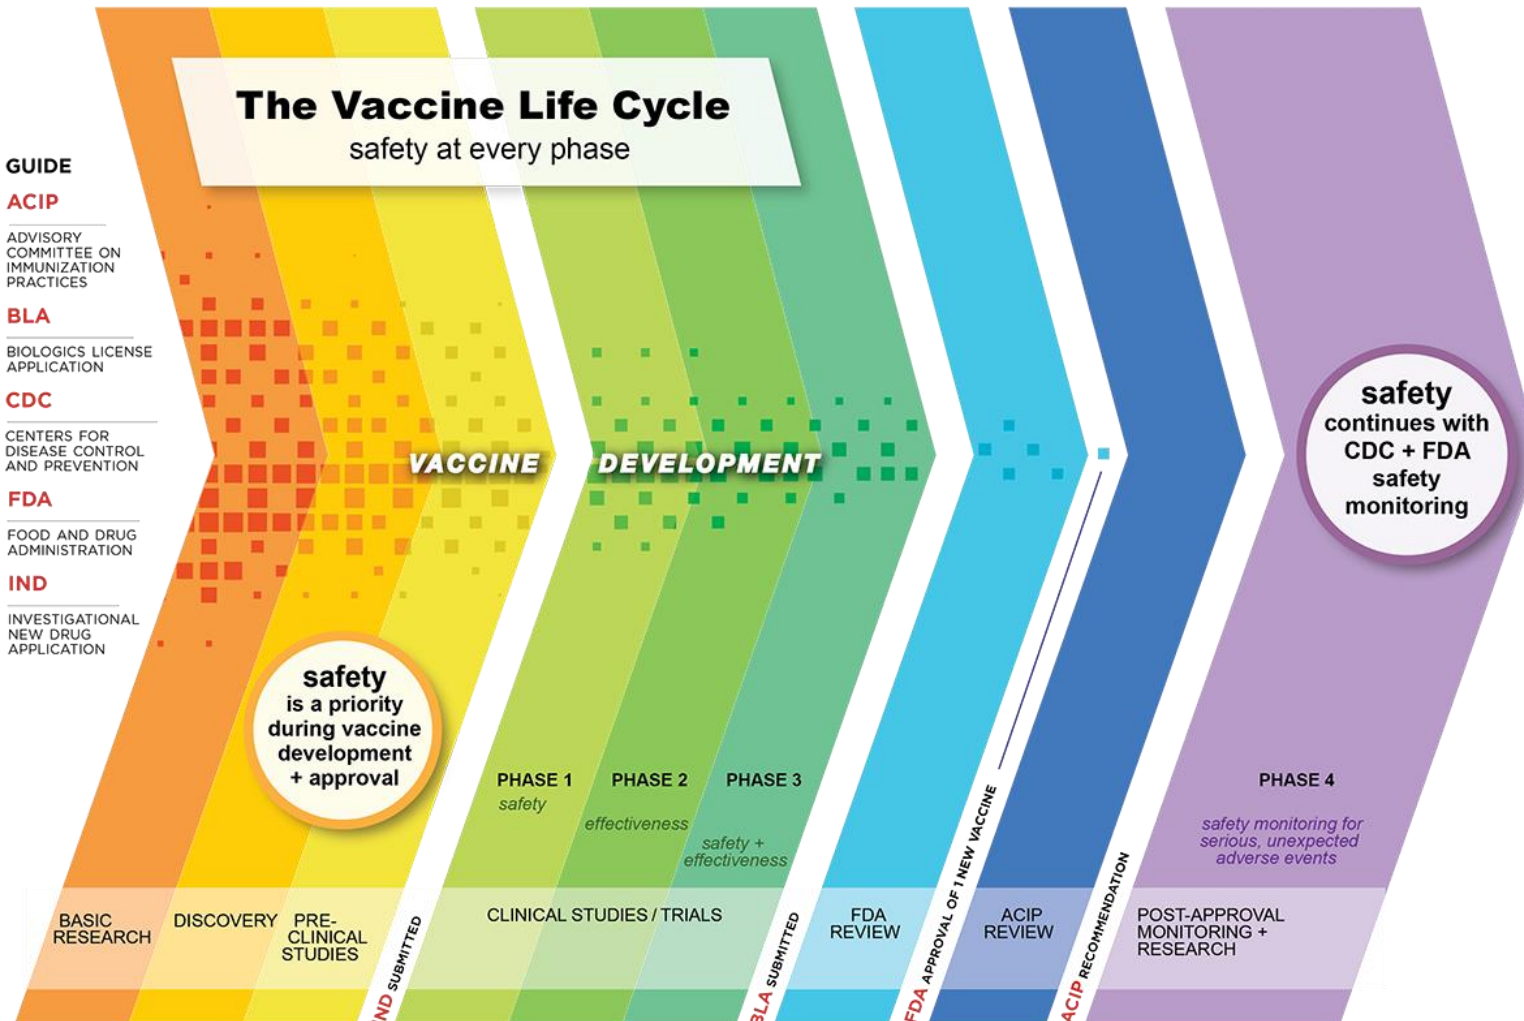 The Vaccine Life Cycle
safety at every phase
GUIDE
ACIP
ADVISORY
COMMITTEE ON
IMMUNIZATION
PRACTICES
BLA
BIOLOGICS LICENSE
APPLICATION
CDC
CENTERS FOR
DISEASE CONTROL
AND PREVENTION
FDA
FOOD AND DRUG
ADMINISTRATION
IND
INVESTIGATIONAL
NEW DRUG
APPLICATION
VACCINE DEVELOPMENT
safety
is a priority
during vaccine
development
+ approval
safety
continues with
CDC + FDA
safety
monitoring
PHASE 1
safety
PHASE 2
effectiveness
PHASE 3
safety +
effectiveness
PHASE 4
safety monitoring for
serious, unexpected
adverse events
BASIC
RESEARCH
DISCOVERY
PRE-
CLINICAL
STUDIES
IND SUBMITTED
CLINICAL STUDIES / TRIALS
BLA SUBMITTED
FDA
REVIEW
FDA APPROVAL OF 1 NEW VACCINE
ACIP
REVIEW
ACIP RECOMMENDATION
POST-APPROVAL
MONITORING +
RESEARCH